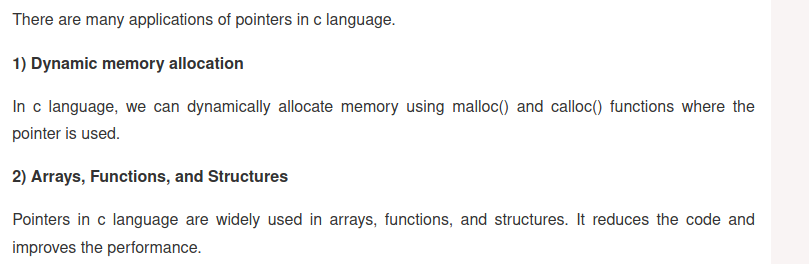 There are many applications of pointers in c language.
1) Dynamic memory allocation
In c language, we can dynamically allocate memory using malloc() and calloc() functions where the
pointer is used.
2) Arrays, Functions, and Structures
Pointers in c language are widely used in arrays, functions, and structures. It reduces the code and
improves the performance.